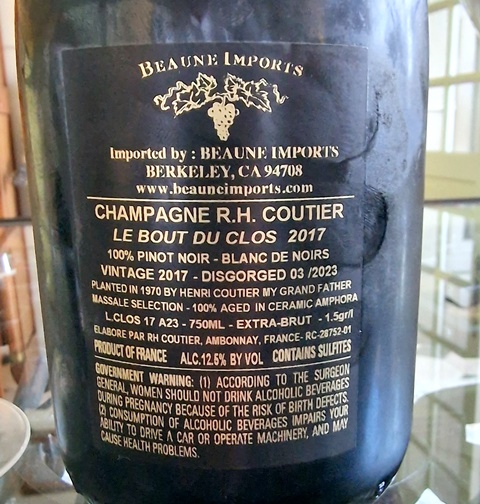 BEAUNE IMPORTS
Imported by : BEAUNE IMPORTS
BERKELEY, CA 94708
www.beauneimports.com
CHAMPAGNE R.H. COUTIER
LE BOUT DU CLOS 2017
100% PINOT NOIR - BLANC DE NOIRS
VINTAGE 2017 - DISGORGED 03 /2023
PLANTED IN 1970 BY HENRI COUTIER MY GRAND FATHER
MASSALE SELECTION - 100% AGED IN CERAMIC AMPHORA
L.CLOS 17 A23 - 750ML - EXTRA-BRUT - 1.5gr/l
ELABORE PAR RH COUTIER, AMBONNAY, FRANCE- RC-28752-01
PRODUCT OF FRANCE ALC.12.5% BY VOL CONTAINS SULFITES
GOVERNMENT WARNING: (1) ACCORDING TO THE SURGEON
GENERAL, WOMEN SHOULD NOT DRINK ALCOHOLIC BEVERAGES
DURING PREGNANCY BECAUSE OF THE RISK OF BIRTH DEFECTS.
(2) CONSUMPTION OF ALCOHOLIC BEVERAGES IMPAIRS YOUR
ABILITY TO DRIVE A CAR OR OPERATE MACHINERY, AND MAY
CAUSE HEALTH PROBLEMS.